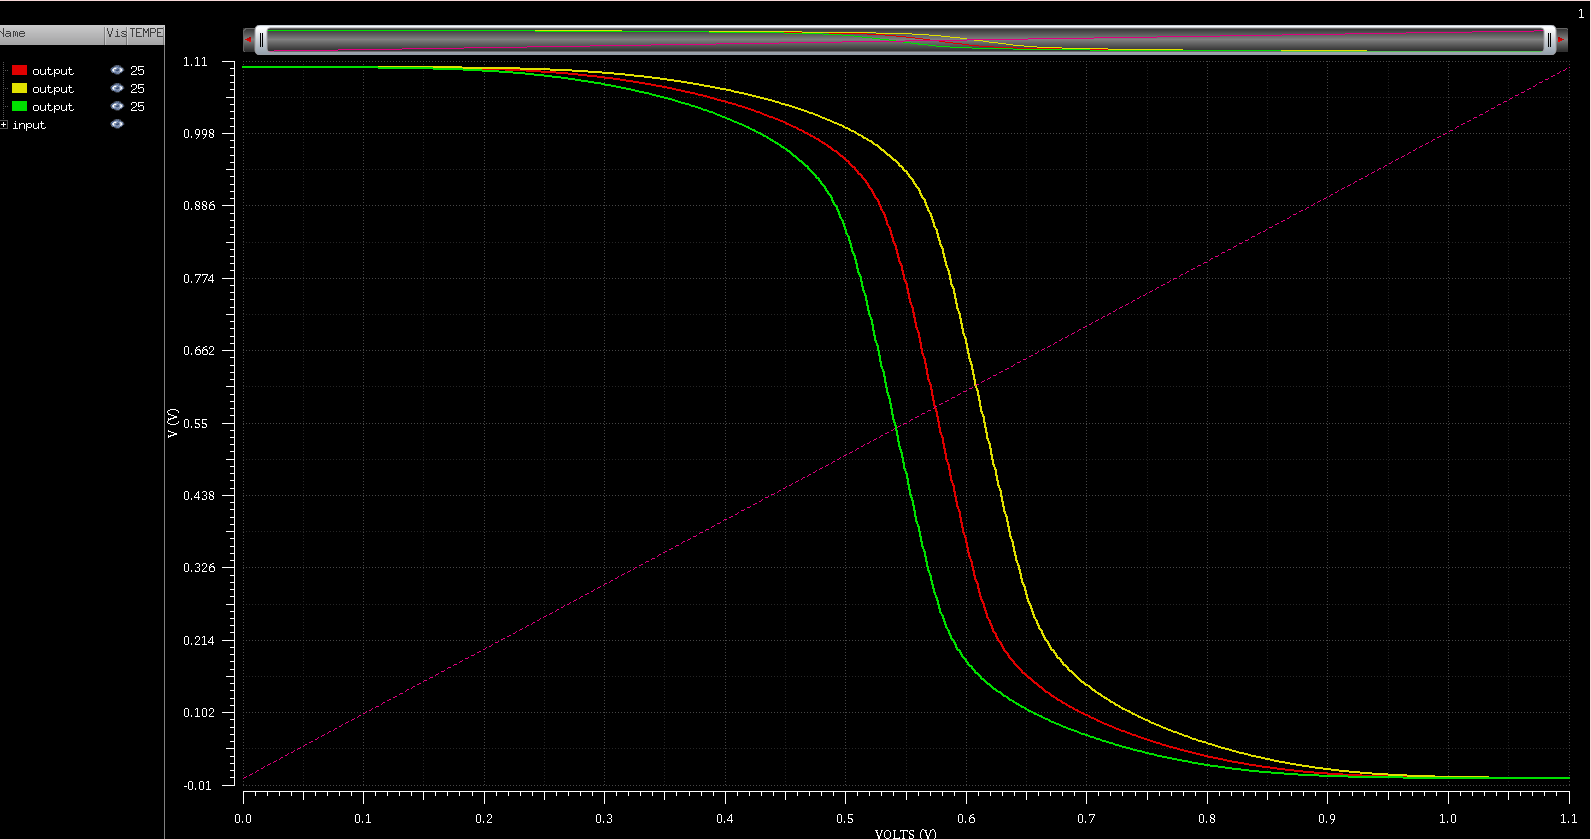 1
Name Vis TEMPE
output 25
output 25
output 25
input
1.11
0.998
0.886
0.774
0.662
V (V)
0.55
0.438
0.326
0.214
0.102
-0.01
0.0 0.1 0.2 0.3 0.4 0.5 0.6 0.7 0.8 0.9 1.0 1.1
VOLTS (V)